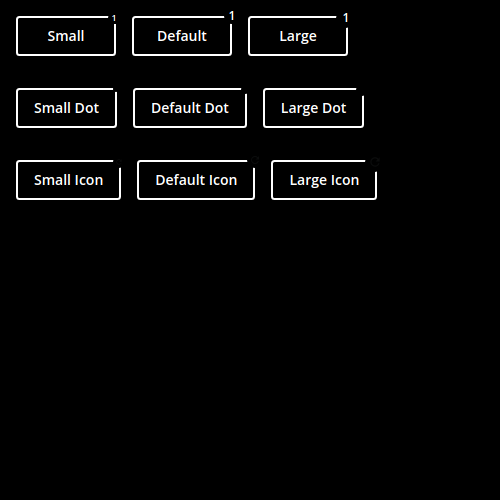 Small 1 Default 1 Large 1
Small Dot Default Dot Large Dot
Small Icon Default Icon Large Icon